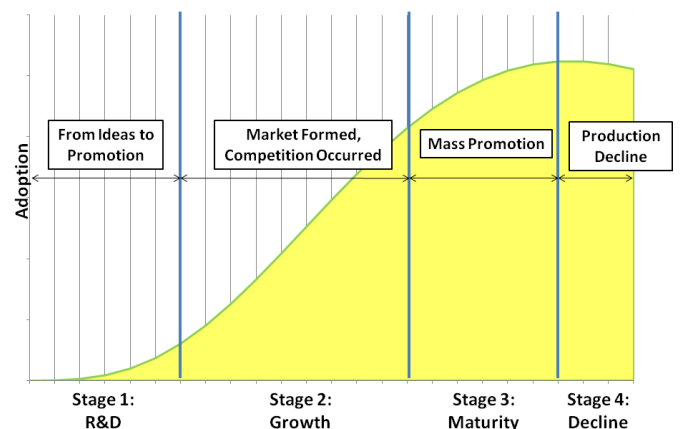 From Ideas to
Promotion
Market Formed,
Competition Occurred
Mass Promotion
Production
Decline
Adoption
Stage 1:
R&D
Stage 2:
Growth
Stage 3:
Maturity
Stage 4:
Decline